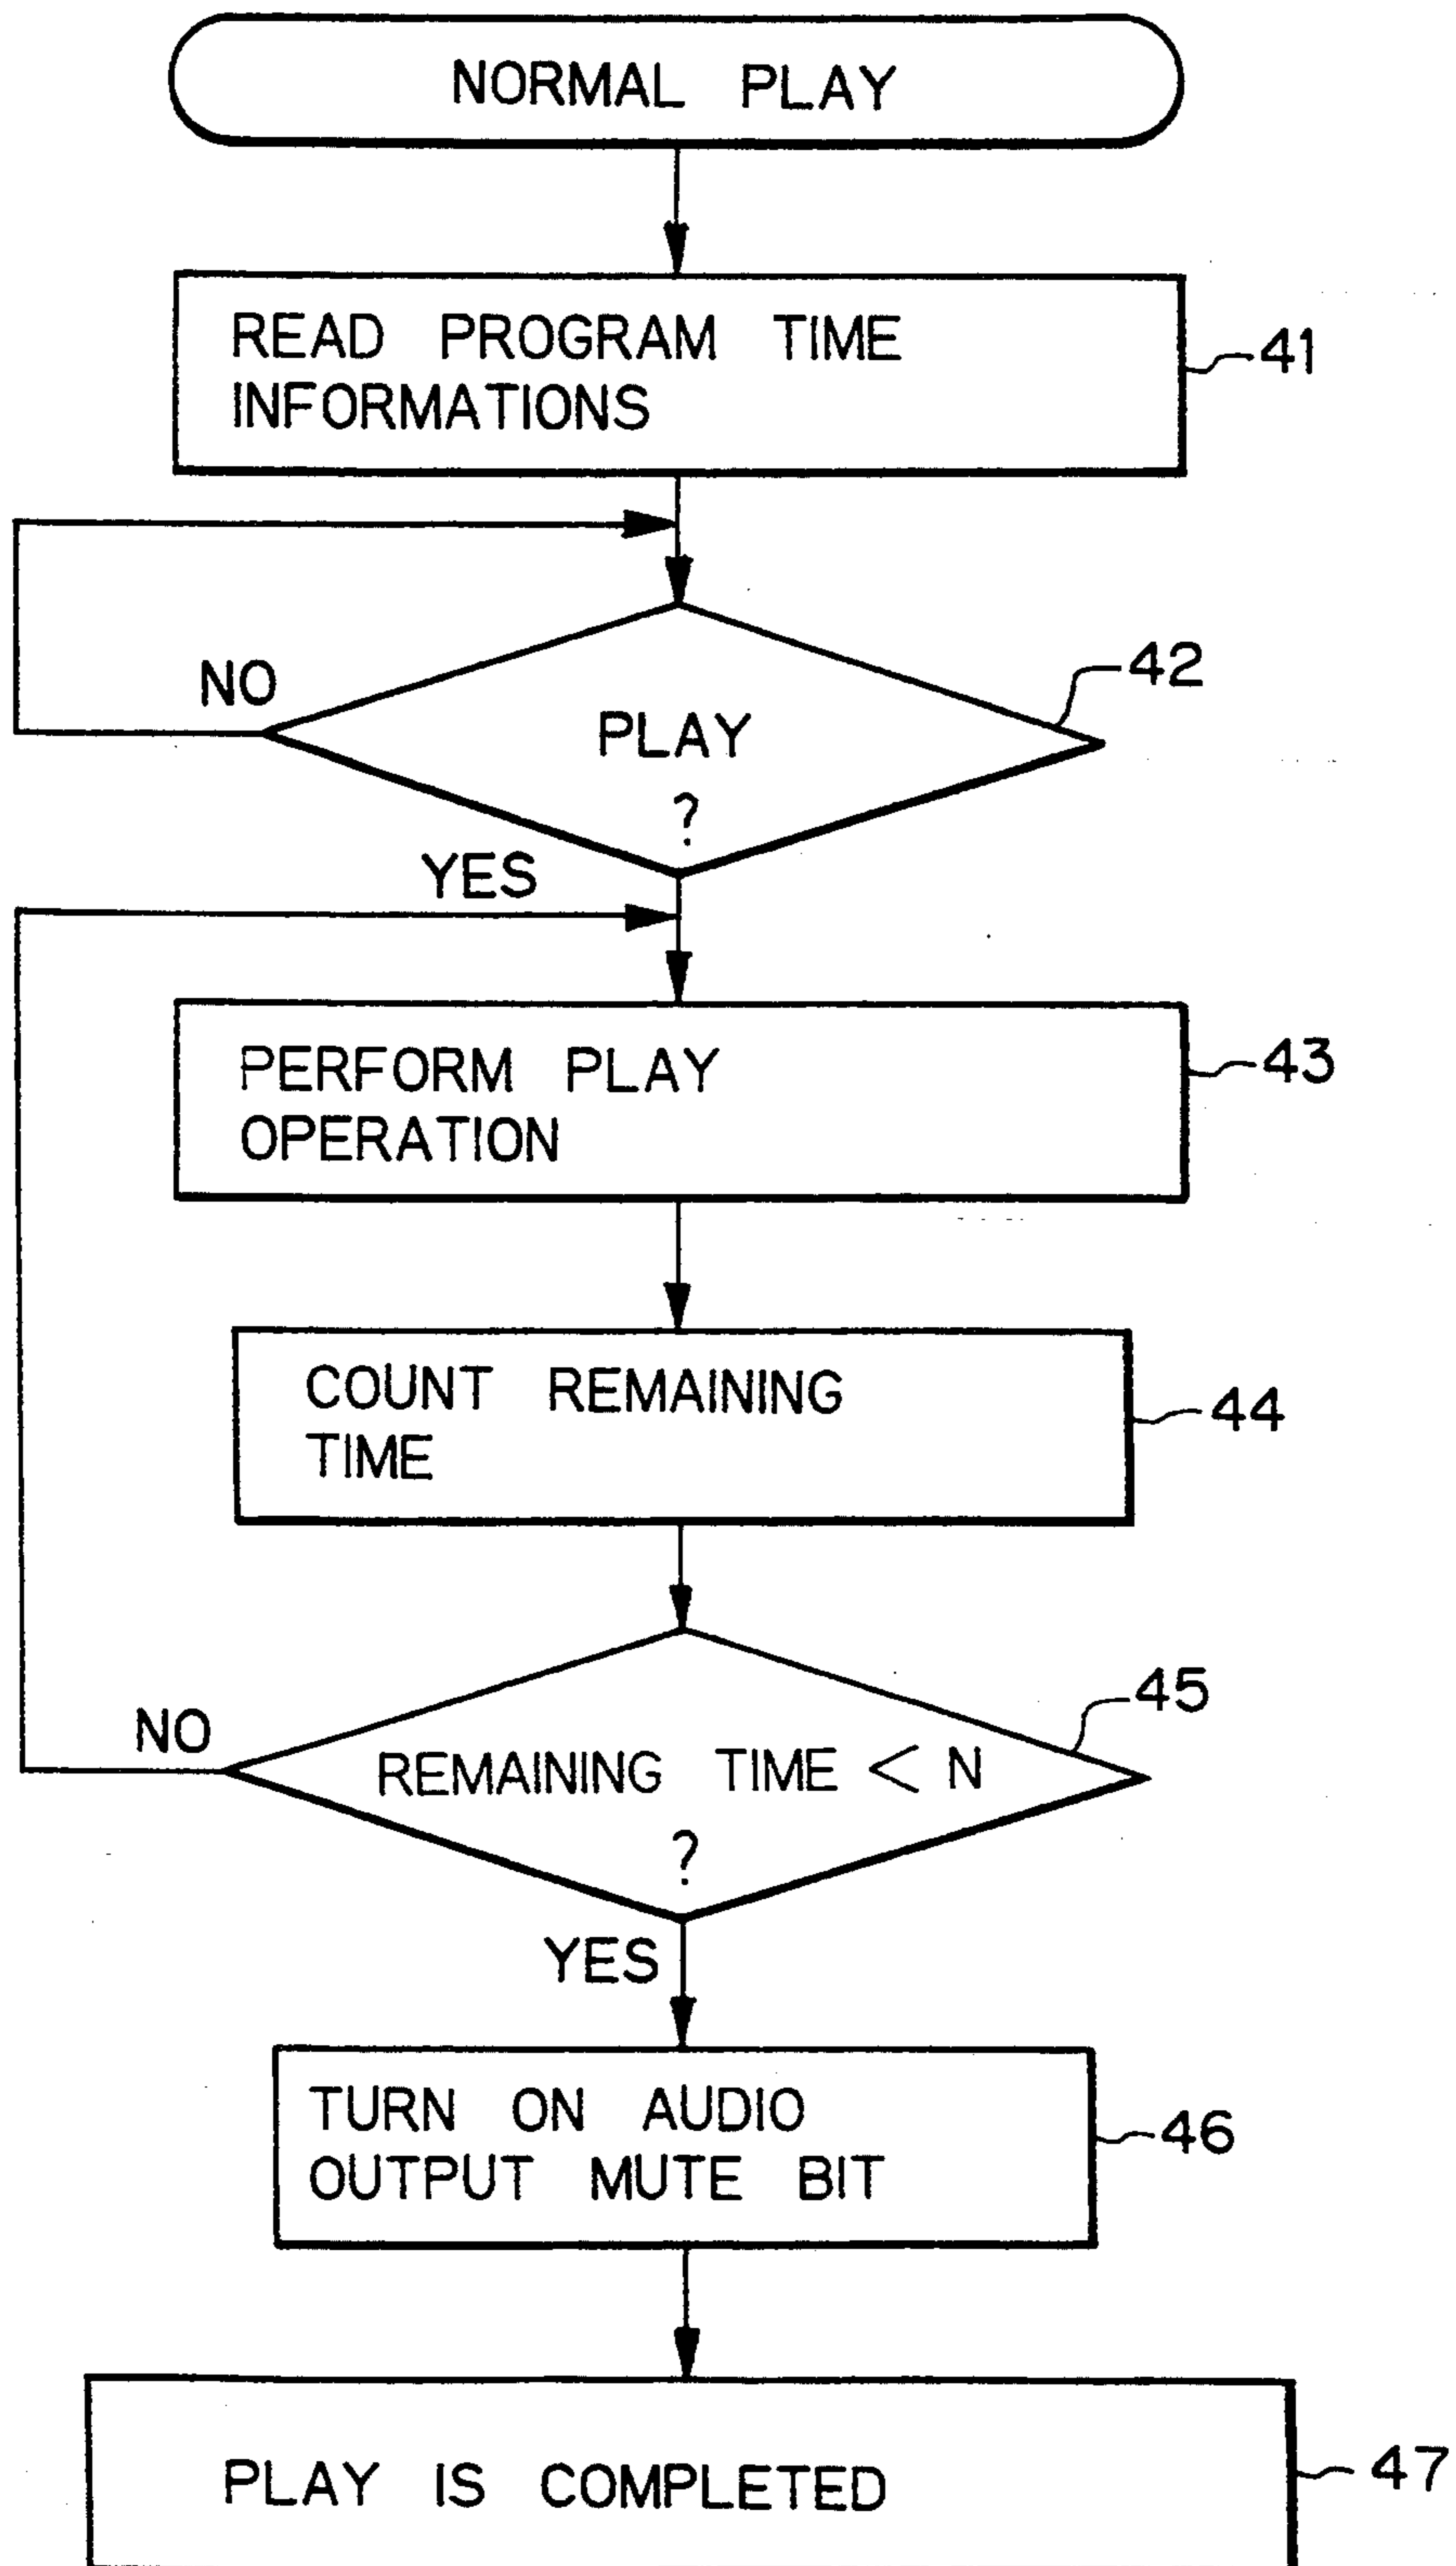 NORMAL PLAY
READ PROGRAM TIME
INFORMATIONS
41
NO
42
PLAY
?
YES
PERFORM PLAY
OPERATION
43
COUNT REMAINING
TIME
44
NO
45
REMAINING TIME < N
?
YES
TURN ON AUDIO
OUTPUT MUTE BIT
46
PLAY IS COMPLETED
47